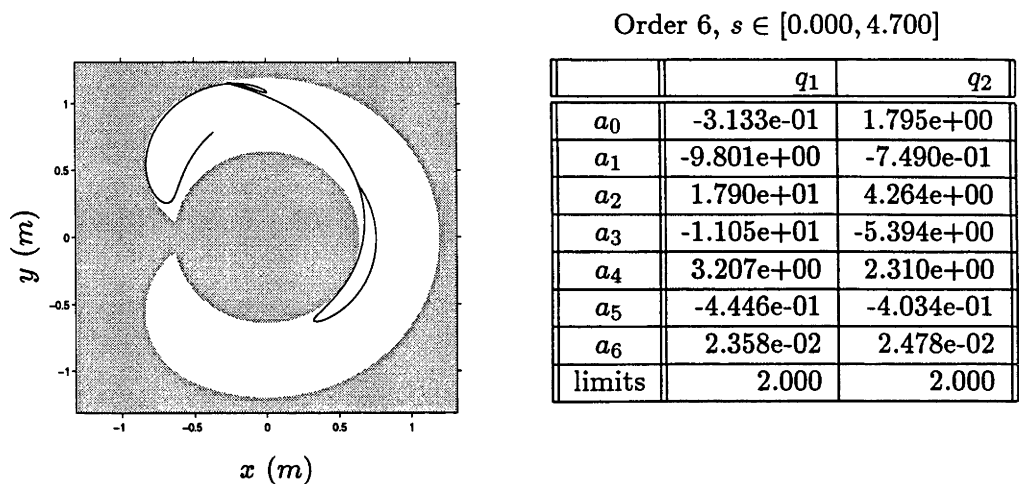 Order 6, s ∈ [0.000, 4.700]
q₁ q₂
a₀ -3.133e-01 1.795e+00
a₁ -9.801e+00 -7.490e-01
a₂ 1.790e+01 4.264e+00
a₃ -1.105e+01 -5.394e+00
a₄ 3.207e+00 2.310e+00
a₅ -4.446e-01 -4.034e-01
a₆ 2.358e-02 2.478e-02
limits 2.000 2.000
y (m)
1
0.5
0
-0.5
-1
-1 -0.5 0 0.5 1
x (m)